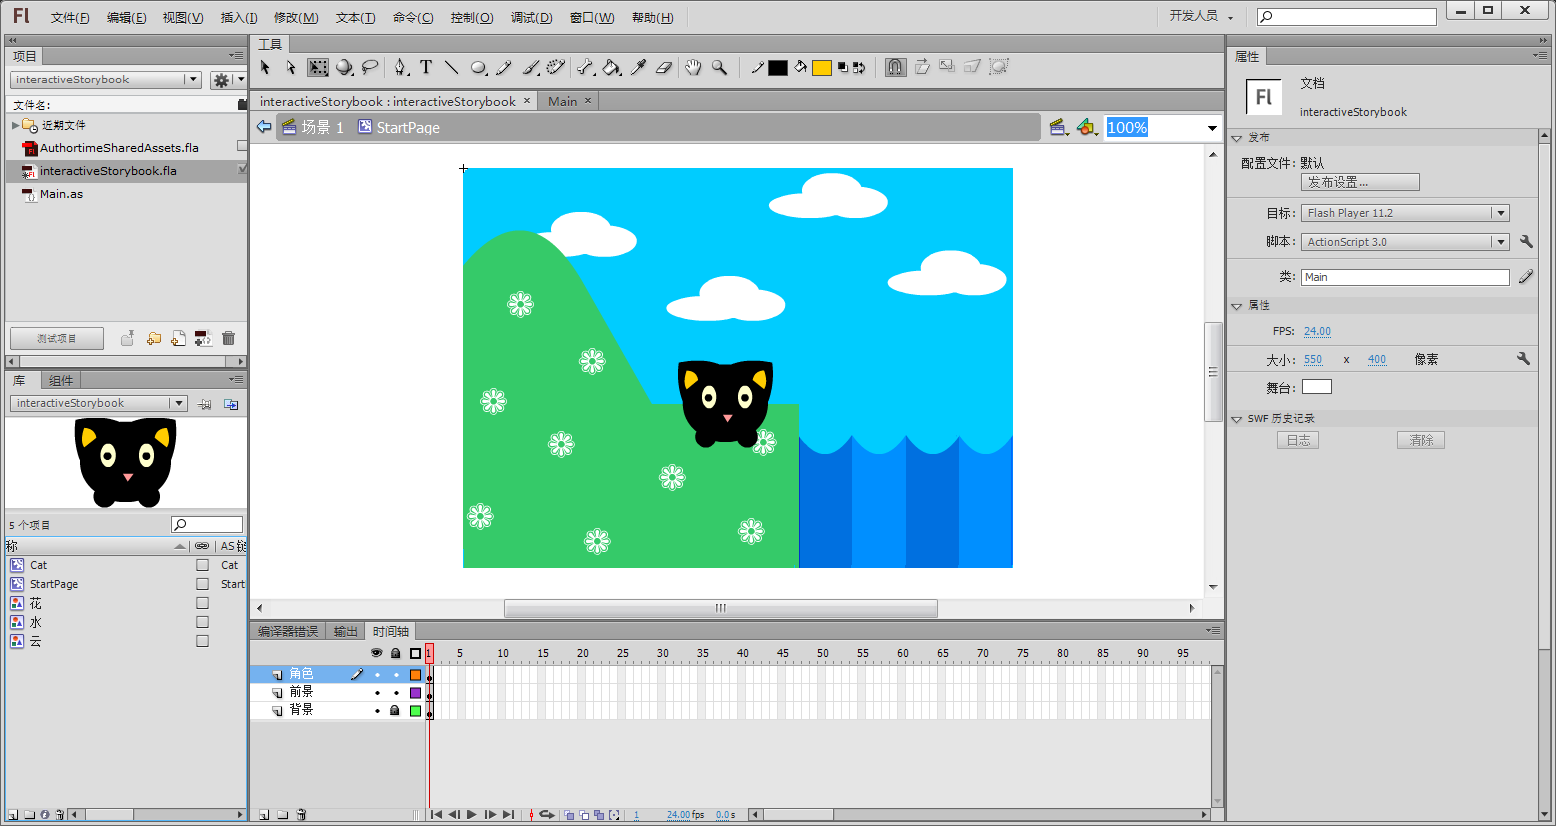 Fl 文件(F) 编辑(E) 视图(V) 插入(I) 修改(M) 文本(T) 命令(C) 控制(O) 调试(D) 窗口(W) 帮助(H) 开发人员
项目
interactiveStorybook
文件名:
近期文件
AuthortimeSharedAssets.fla
interactiveStorybook.fla
Main.as
测试项目
库 组件
interactiveStorybook
5 个项目
称 AS 链
Cat Cat
StartPage Start
花
水
云
工具
interactiveStorybook : interactiveStorybook × Main ×
场景 1 StartPage 100%
编译器错误 输出 时间轴
1 5 10 15 20 25 30 35 40 45 50 55 60 65 70 75 80 85 90 95
角色
前景
背景
1 24.00 fps 0.0 s
属性
Fl 文档
interactiveStorybook
发布
配置文件: 默认
发布设置...
目标: Flash Player 11.2
脚本: ActionScript 3.0
类: Main
属性
FPS: 24.00
大小: 550 x 400 像素
舞台:
SWF 历史记录
日志 清除